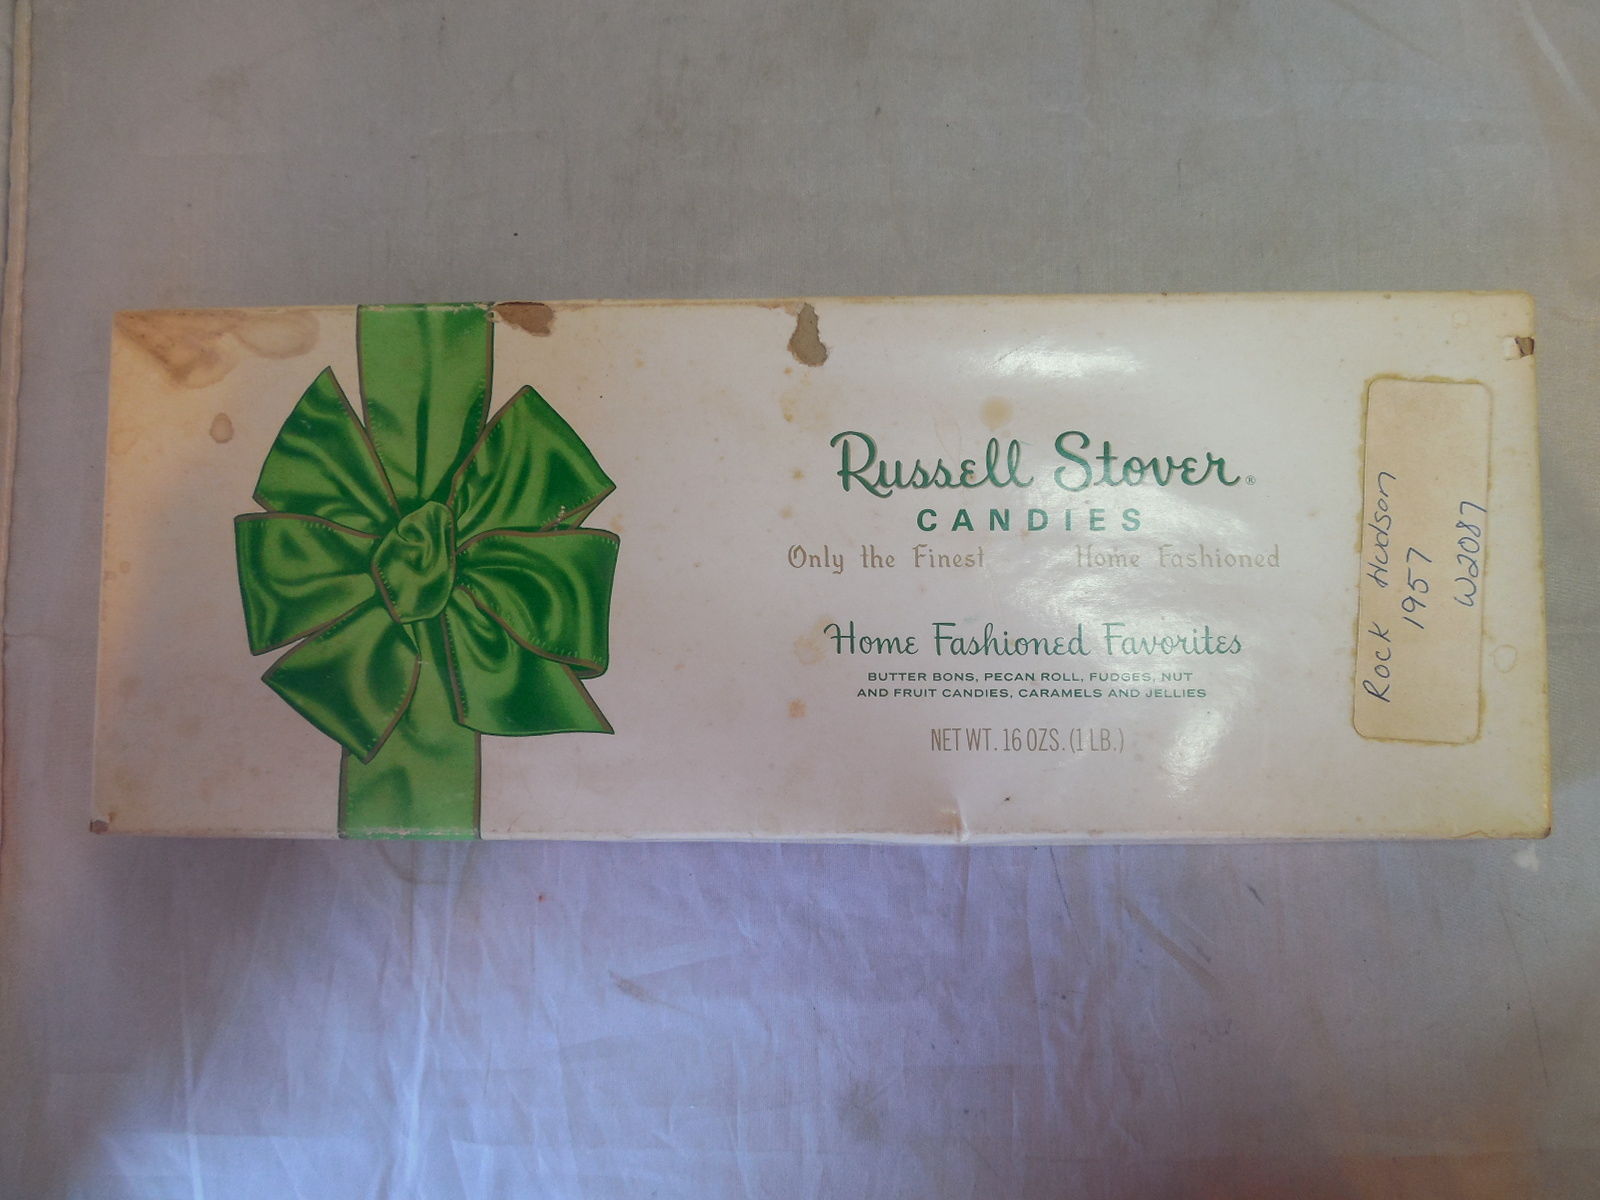 Russell Stover®
CANDIES
Only the Finest Home Fashioned
Home Fashioned Favorites
BUTTER BONS, PECAN ROLL, FUDGES, NUT
AND FRUIT CANDIES, CARAMELS AND JELLIES
NET WT. 16 OZS. (1 LB.)
Rock Hudson
1957
W2087